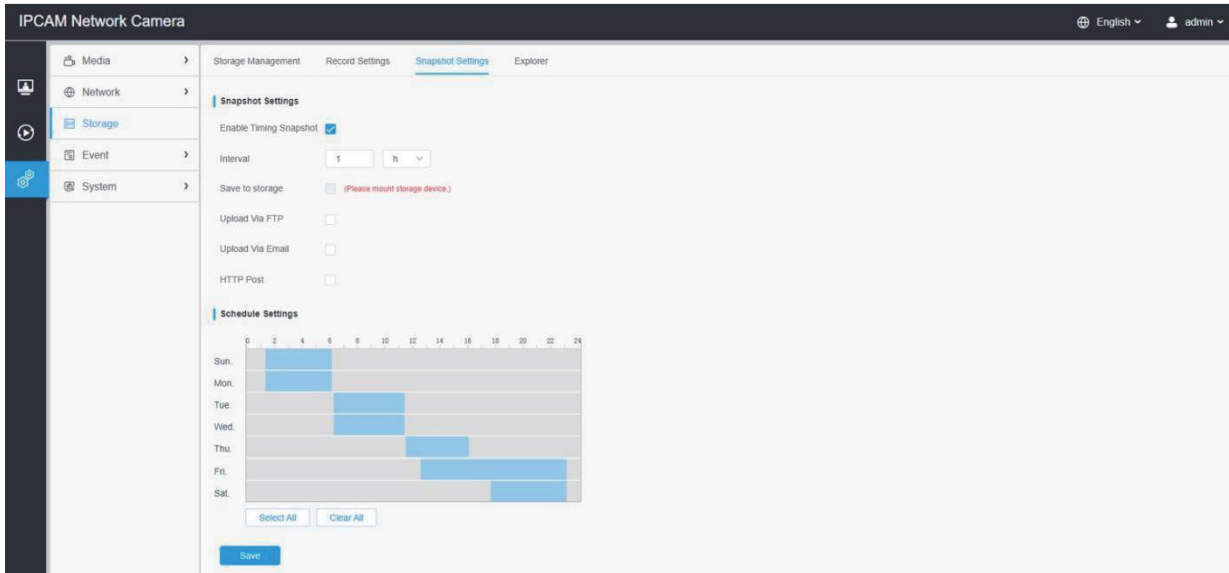 IPCAM Network Camera
English
admin
Media
Network
Storage
Event
System
Storage Management Record Settings Snapshot Settings Explorer
Snapshot Settings
Enable Timing Snapshot
Interval 1 h
Save to storage (Please mount storage device.)
Upload Via FTP
Upload Via Email
HTTP Post
Schedule Settings
0 2 4 6 8 10 12 14 16 18 20 22 24
Sun.
Mon.
Tue.
Wed.
Thu.
Fri.
Sat.
Select All Clear All
Save